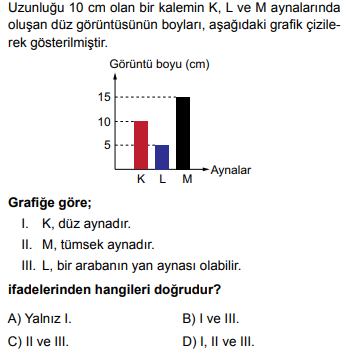 Uzunluğu 10 cm olan bir kalemin K, L ve M aynalarında
oluşan düz görüntüsünün boyları, aşağıdaki grafik çizile-
rek gösterilmiştir.
Görüntü boyu (cm)
15
10
5
Aynalar
K L M
Grafiğe göre;
I. K, düz aynadır.
II. M, tümsek aynadır.
III. L, bir arabanın yan aynası olabilir.
ifadelerinden hangileri doğrudur?
A) Yalnız I. B) I ve III.
C) II ve III. D) I, II ve III.